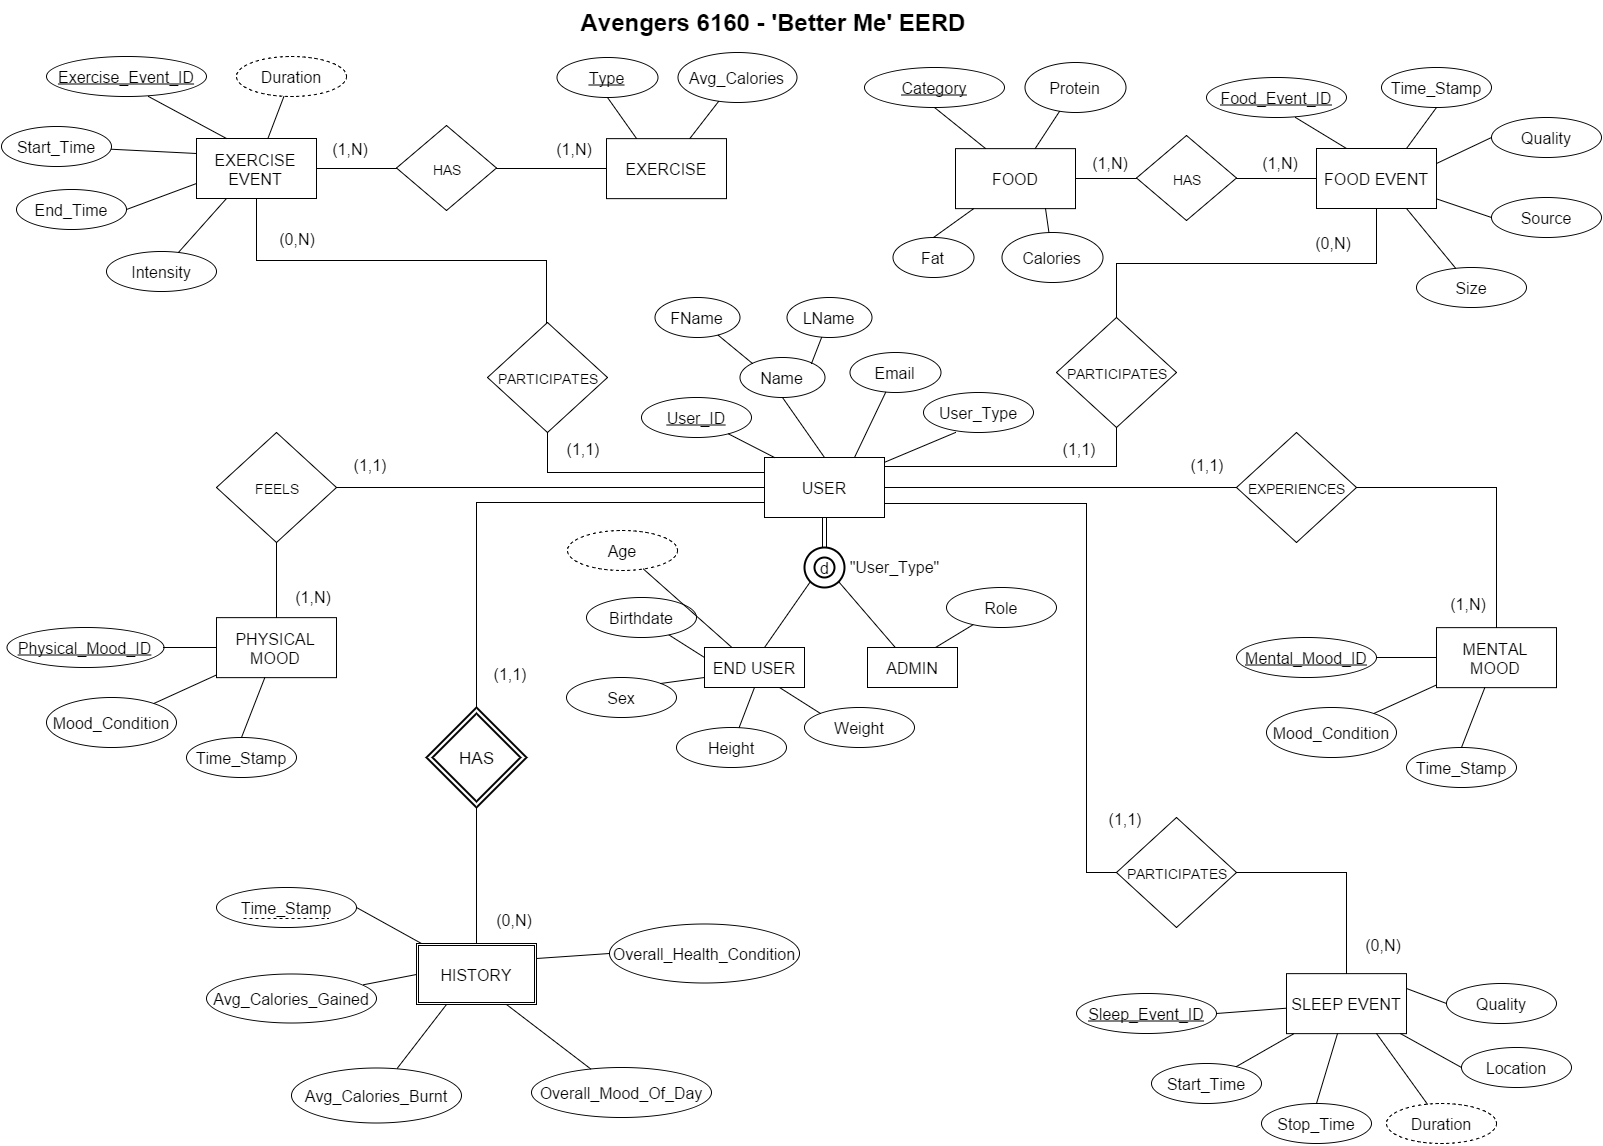 Avengers 6160 - 'Better Me' EERD
Exercise_Event_ID
Duration
Type
Avg_Calories
Category
Protein
Food_Event_ID
Time_Stamp
Start_Time
EXERCISE
EVENT
(1,N)
HAS
(1,N)
EXERCISE
FOOD
(1,N)
HAS
(1,N)
FOOD EVENT
Quality
End_Time
Source
Intensity
(0,N)
Fat
Calories
(0,N)
Size
FName
LName
PARTICIPATES
Name
Email
PARTICIPATES
User_ID
User_Type
(1,1)
(1,1)
FEELS
(1,1)
USER
(1,1)
EXPERIENCES
Age
d
"User_Type"
(1,N)
Birthdate
Role
(1,N)
Physical_Mood_ID
PHYSICAL
MOOD
END USER
ADMIN
Mental_Mood_ID
MENTAL
MOOD
(1,1)
Sex
Mood_Condition
Height
Weight
Mood_Condition
Time_Stamp
HAS
Time_Stamp
(1,1)
PARTICIPATES
Time_Stamp
(0,N)
(0,N)
Avg_Calories_Gained
HISTORY
Overall_Health_Condition
Sleep_Event_ID
SLEEP EVENT
Quality
Avg_Calories_Burnt
Overall_Mood_Of_Day
Start_Time
Location
Stop_Time
Duration